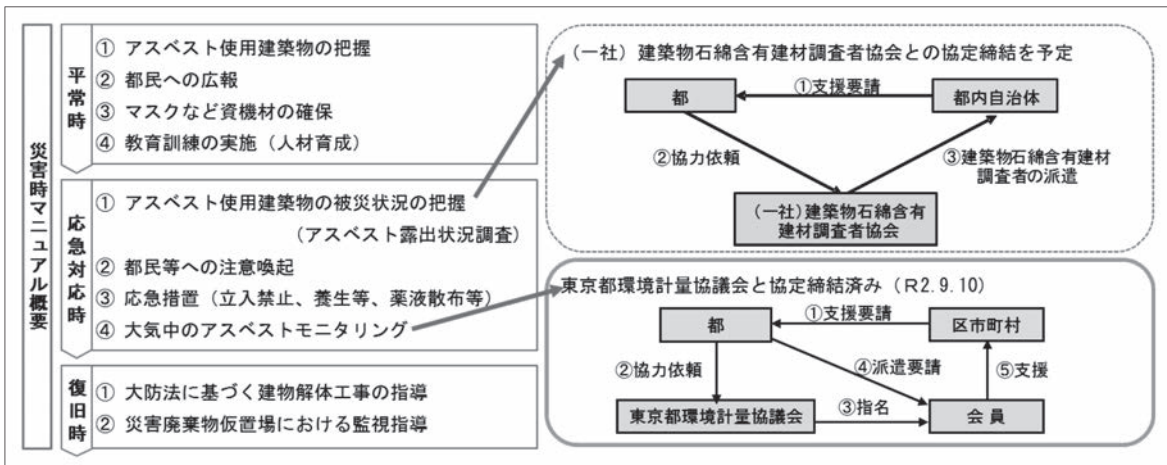 災害時マニュアル概要
平常時
① アスベスト使用建築物の把握
② 都民への広報
③ マスクなど資機材の確保
④ 教育訓練の実施（人材育成）
応急対応時
① アスベスト使用建築物の被災状況の把握
（アスベスト露出状況調査）
② 都民等への注意喚起
③ 応急措置（立入禁止、養生等、薬液散布等）
④ 大気中のアスベストモニタリング
復旧時
① 大防法に基づく建物解体工事の指導
② 災害廃棄物仮置場における監視指導
（一社）建築物石綿含有建材調査者協会との協定締結を予定
都
①支援要請
都内自治体
②協力依頼
③建築物石綿含有建材
調査者の派遣
（一社）建築物石綿含有
建材調査者協会
東京都環境計量協議会と協定締結済み（R2.9.10）
都
①支援要請
区市町村
②協力依頼
④派遣要請
⑤支援
東京都環境計量協議会
③指名
会員